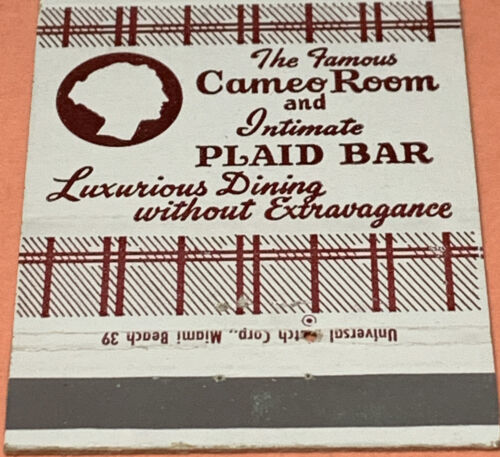 The Famous
Cameo Room
and
Intimate
PLAID BAR
Luxurious Dining
without Extravagance
Universal Corp., Miami Beach 39
©